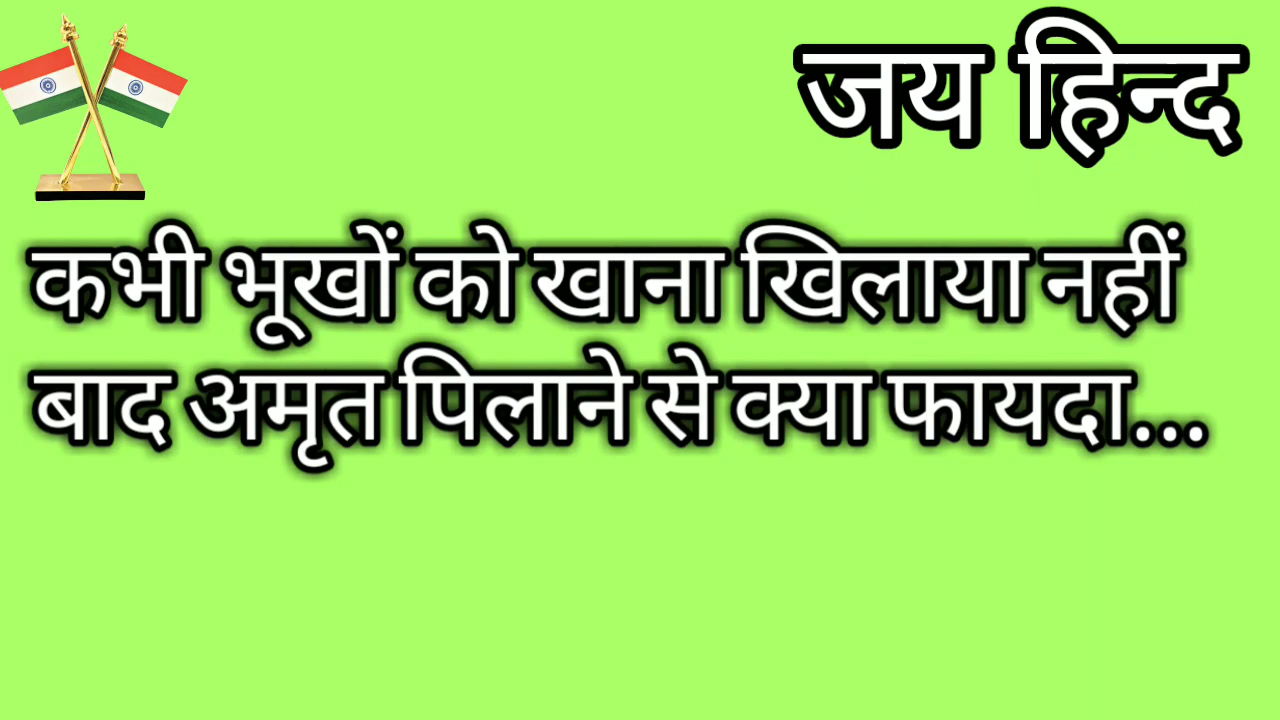 जय हिन्द
कभी भूखों को खाना खिलाया नहीं
बाद अमृत पिलाने से क्या फायदा...